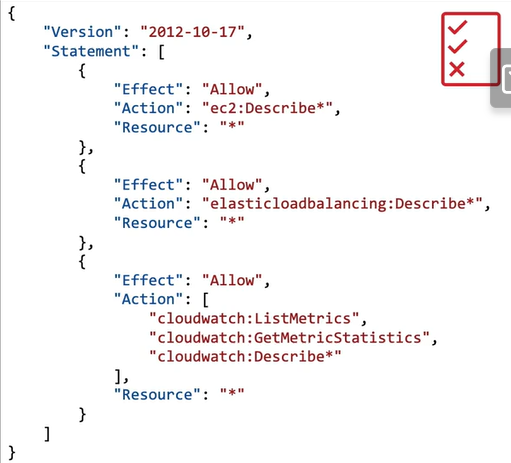 {
    "Version": "2012-10-17",
    "Statement": [
        {
            "Effect": "Allow",
            "Action": "ec2:Describe*",
            "Resource": "*"
        },
        {
            "Effect": "Allow",
            "Action": "elasticloadbalancing:Describe*",
            "Resource": "*"
        },
        {
            "Effect": "Allow",
            "Action": [
                "cloudwatch:ListMetrics",
                "cloudwatch:GetMetricStatistics",
                "cloudwatch:Describe*"
            ],
            "Resource": "*"
        }
    ]
}